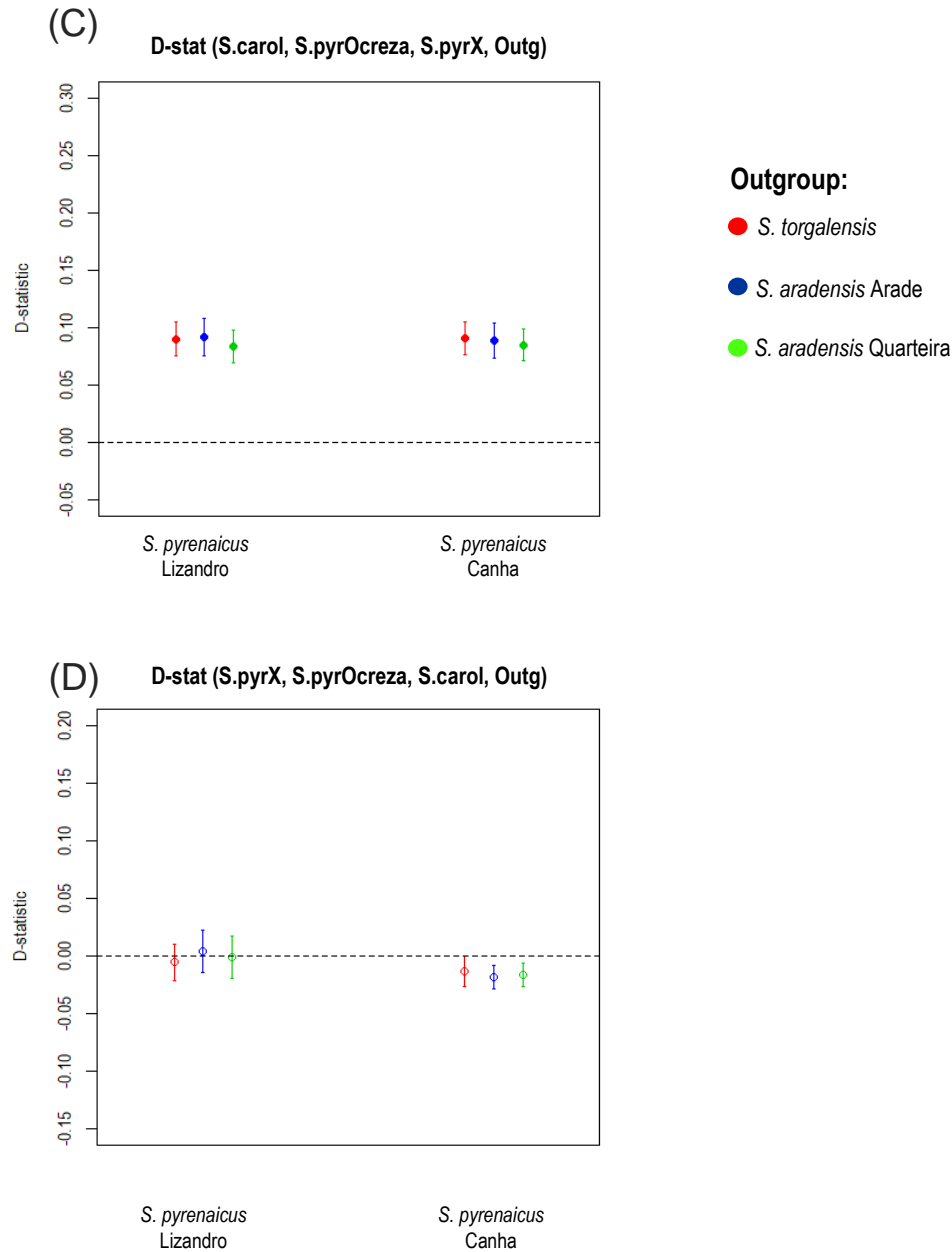 (C)
D-stat (S.carol, S.pyrOcreza, S.pyrX, Outg)
0.30
0.25
0.20
0.15
0.10
0.05
0.00
-0.05
D-statistic
S. pyrenaicus
Lizandro
S. pyrenaicus
Canha
Outgroup:
S. torgalensis
S. aradensis Arade
S. aradensis Quarteira
(D)
D-stat (S.pyrX, S.pyrOcreza, S.carol, Outg)
0.20
0.15
0.10
0.05
0.00
-0.05
-0.10
-0.15
D-statistic
S. pyrenaicus
Lizandro
S. pyrenaicus
Canha